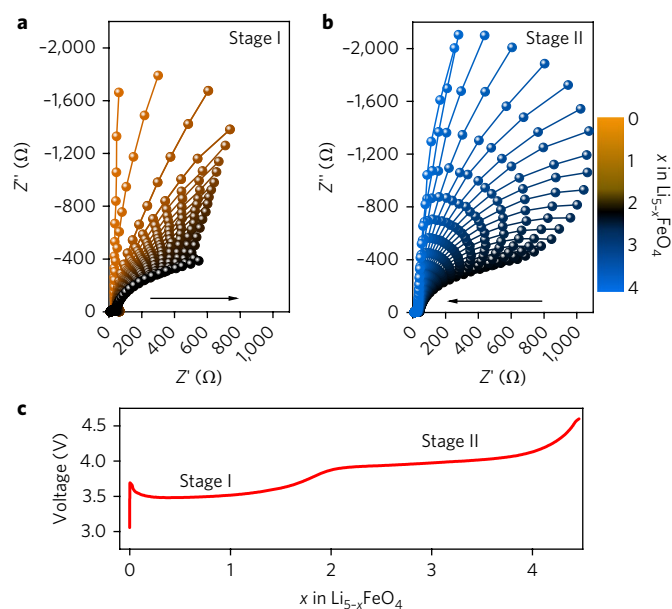 a
Stage I
–2,000
–1,600
–1,200
–800
–400
0
Z'' (Ω)
0
200
400
600
800
1,000
Z' (Ω)
b
Stage II
–2,000
–1,600
–1,200
–800
–400
0
Z'' (Ω)
0
200
400
600
800
1,000
Z' (Ω)
0
1
2
3
4
x in Li₅₋ₓFeO₄
c
4.5
4.0
3.5
3.0
Voltage (V)
Stage I
Stage II
0
1
2
3
4
x in Li₅₋ₓFeO₄